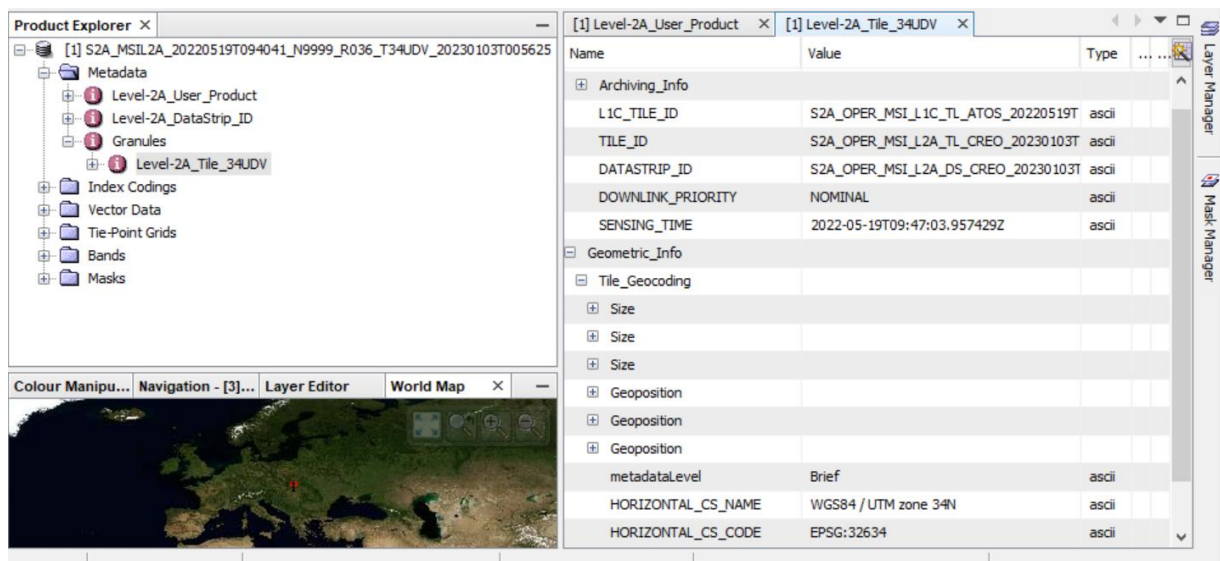 Product Explorer
[1] S2A_MSIL2A_20220519T094041_N9999_R036_T34UDV_20230103T005625
Metadata
Level-2A_User_Product
Level-2A_DataStrip_ID
Granules
Level-2A_Tile_34UDV
Index Codings
Vector Data
Tie-Point Grids
Bands
Masks
Colour Manipu... Navigation - [3]... Layer Editor World Map
[1] Level-2A_User_Product [1] Level-2A_Tile_34UDV
Name Value Type ... ...
Archiving_Info
L1C_TILE_ID S2A_OPER_MSI_L1C_TL_ATOS_20220519T ascii
TILE_ID S2A_OPER_MSI_L2A_TL_CREO_20230103T ascii
DATASTRIP_ID S2A_OPER_MSI_L2A_DS_CREO_20230103T ascii
DOWNLINK_PRIORITY NOMINAL ascii
SENSING_TIME 2022-05-19T09:47:03.957429Z ascii
Geometric_Info
Tile_Geocoding
Size
Size
Size
Geoposition
Geoposition
Geoposition
metadataLevel Brief ascii
HORIZONTAL_CS_NAME WGS84 / UTM zone 34N ascii
HORIZONTAL_CS_CODE EPSG:32634 ascii
Layer Manager
Mask Manager